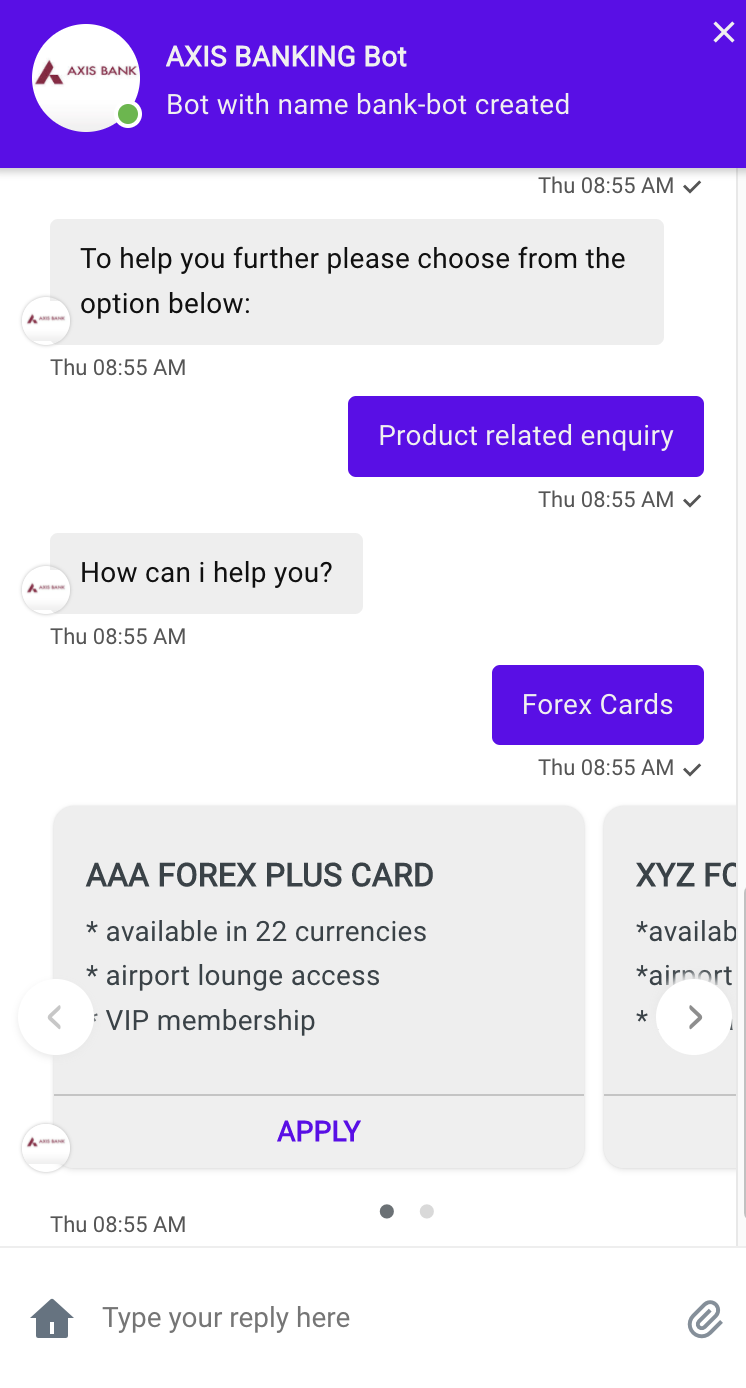 AXIS BANK
AXIS BANKING Bot
Bot with name bank-bot created
Thu 08:55 AM
To help you further please choose from the
option below:
AXIS BANK
Thu 08:55 AM
Product related enquiry
Thu 08:55 AM
How can i help you?
AXIS BANK
Thu 08:55 AM
Forex Cards
Thu 08:55 AM
AAA FOREX PLUS CARD
* available in 22 currencies
* airport lounge access
* VIP membership
APPLY
XYZ FO
*availab
*airport
*
AXIS BANK
Thu 08:55 AM
Type your reply here